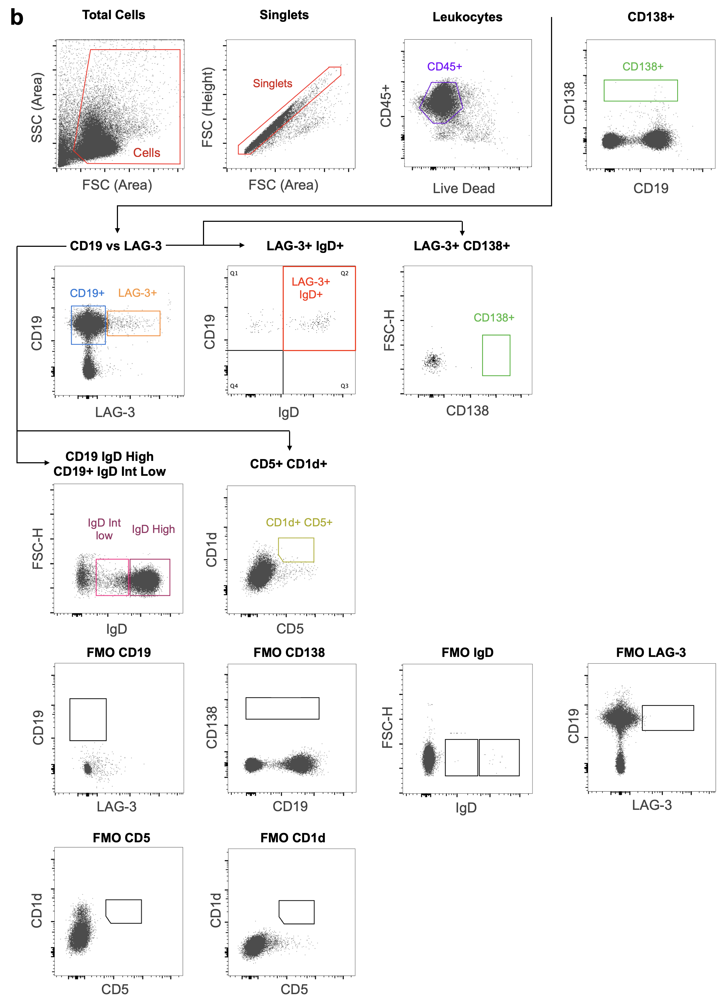 b
Total Cells
Singlets
Leukocytes
CD138+
SSC (Area)
Cells
FSC (Area)
FSC (Height)
Singlets
FSC (Area)
CD45+
CD45+
Live Dead
CD138
CD138+
CD19
CD19 vs LAG-3
LAG-3+ IgD+
LAG-3+ CD138+
CD19
CD19+
LAG-3+
LAG-3
CD19
Q1
Q2
LAG-3+
IgD+
Q4
Q3
IgD
FSC-H
CD138+
CD138
CD19 IgD High
CD19+ IgD Int Low
CD5+ CD1d+
FSC-H
IgD Int
low
IgD High
IgD
CD1d
CD1d+ CD5+
CD5
FMO CD19
FMO CD138
FMO IgD
FMO LAG-3
CD19
LAG-3
CD138
CD19
FSC-H
IgD
CD19
LAG-3
FMO CD5
FMO CD1d
CD1d
CD5
CD1d
CD5